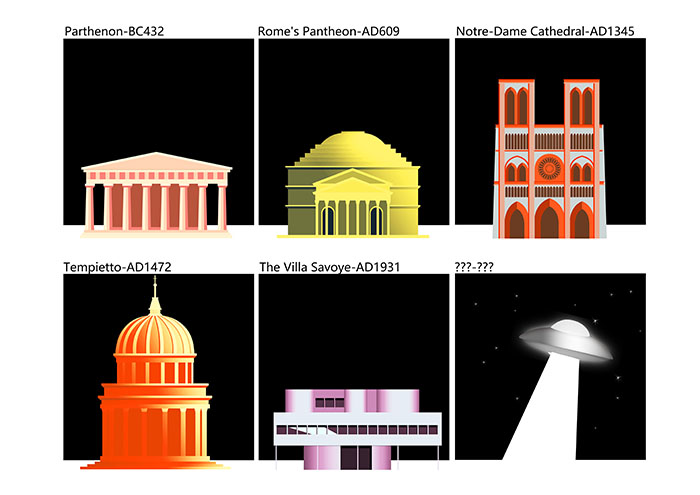 Parthenon-BC432
Rome's Pantheon-AD609
Notre-Dame Cathedral-AD1345
Tempietto-AD1472
The Villa Savoye-AD1931
???-???